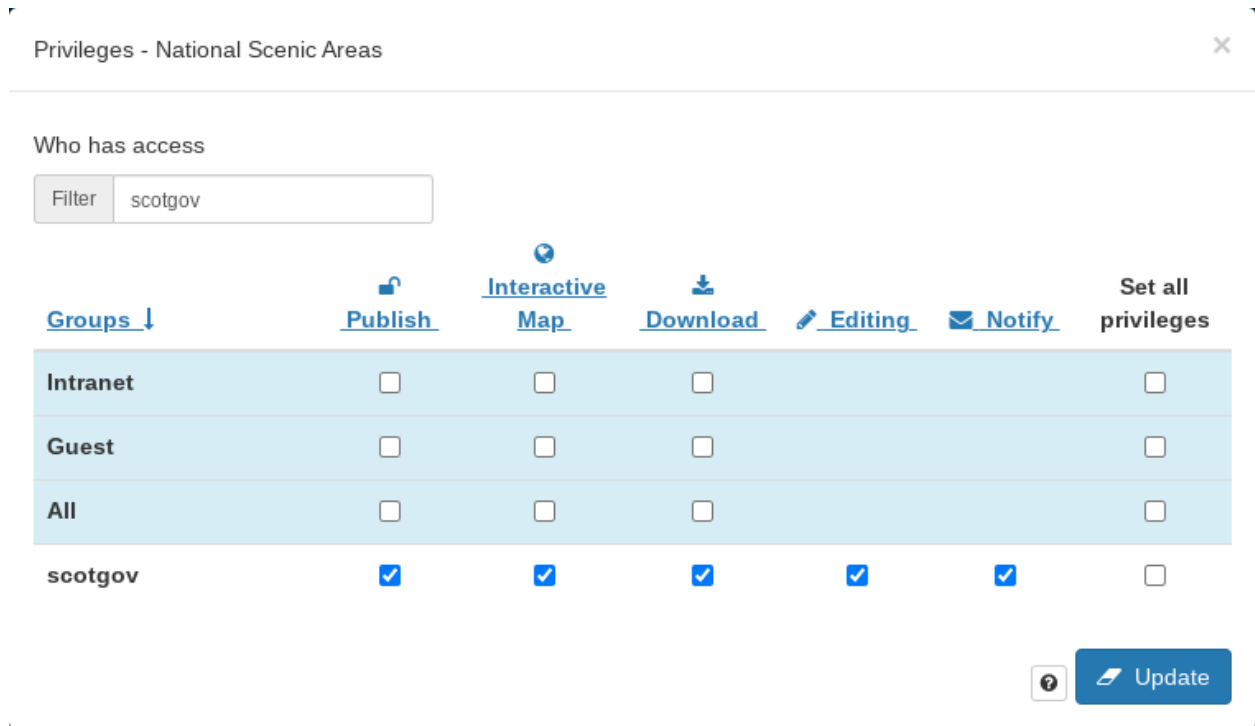 Privileges - National Scenic Areas
×
Who has access
Filter scotgov
Groups Publish Interactive Map Download Editing Notify Set all privileges
Intranet
Guest
All
scotgov
? Update